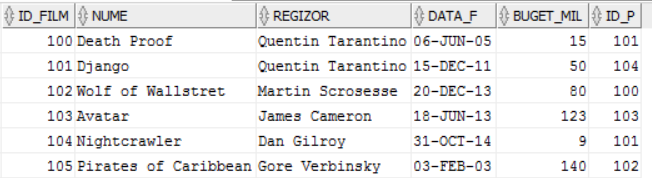 ID_FILM NUME REGIZOR DATA_F BUGET_MIL ID_P
100 Death Proof Quentin Tarantino 06-JUN-05 15 101
101 Django Quentin Tarantino 15-DEC-11 50 104
102 Wolf of Wallstret Martin Scrosesse 20-DEC-13 80 100
103 Avatar James Cameron 18-JUN-13 123 103
104 Nightcrawler Dan Gilroy 31-OCT-14 9 101
105 Pirates of Caribbean Gore Verbinsky 03-FEB-03 140 102